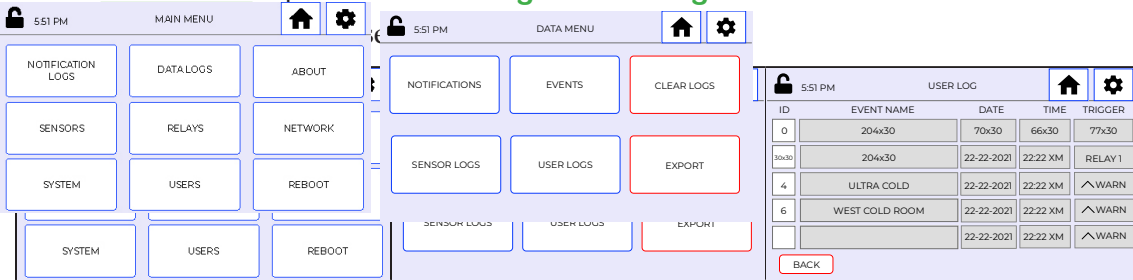 5:51 PM MAIN MENU
NOTIFICATION LOGS
DATA LOGS
ABOUT
SENSORS
RELAYS
NETWORK
SYSTEM
USERS
REBOOT
SYSTEM
USERS
REBOOT
5:51 PM DATA MENU
NOTIFICATIONS
EVENTS
CLEAR LOGS
SENSOR LOGS
USER LOGS
EXPORT
SENSOR LOGS
USER LOGS
EXPORT
5:51 PM USER LOG
ID EVENT NAME DATE TIME TRIGGER
0 204x30 70x30 66x30 77x30
30x30 204x30 22-22-2021 22:22 XM RELAY 1
4 ULTRA COLD 22-22-2021 22:22 XM WARN
6 WEST COLD ROOM 22-22-2021 22:22 XM WARN
22-22-2021 22:22 XM WARN
BACK